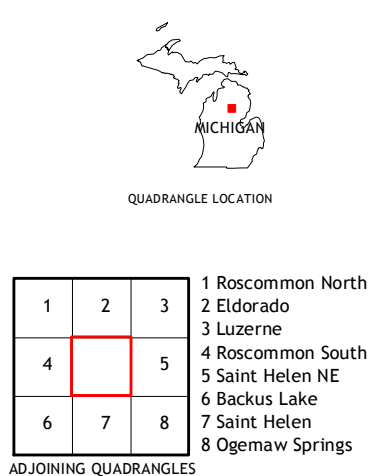 MICHIGAN
QUADRANGLE LOCATION
1 2 3
4 5
6 7 8
1 Roscommon North
2 Eldorado
3 Luzerne
4 Roscommon South
5 Saint Helen NE
6 Backus Lake
7 Saint Helen
8 Ogemaw Springs
ADJOINING QUADRANGLES